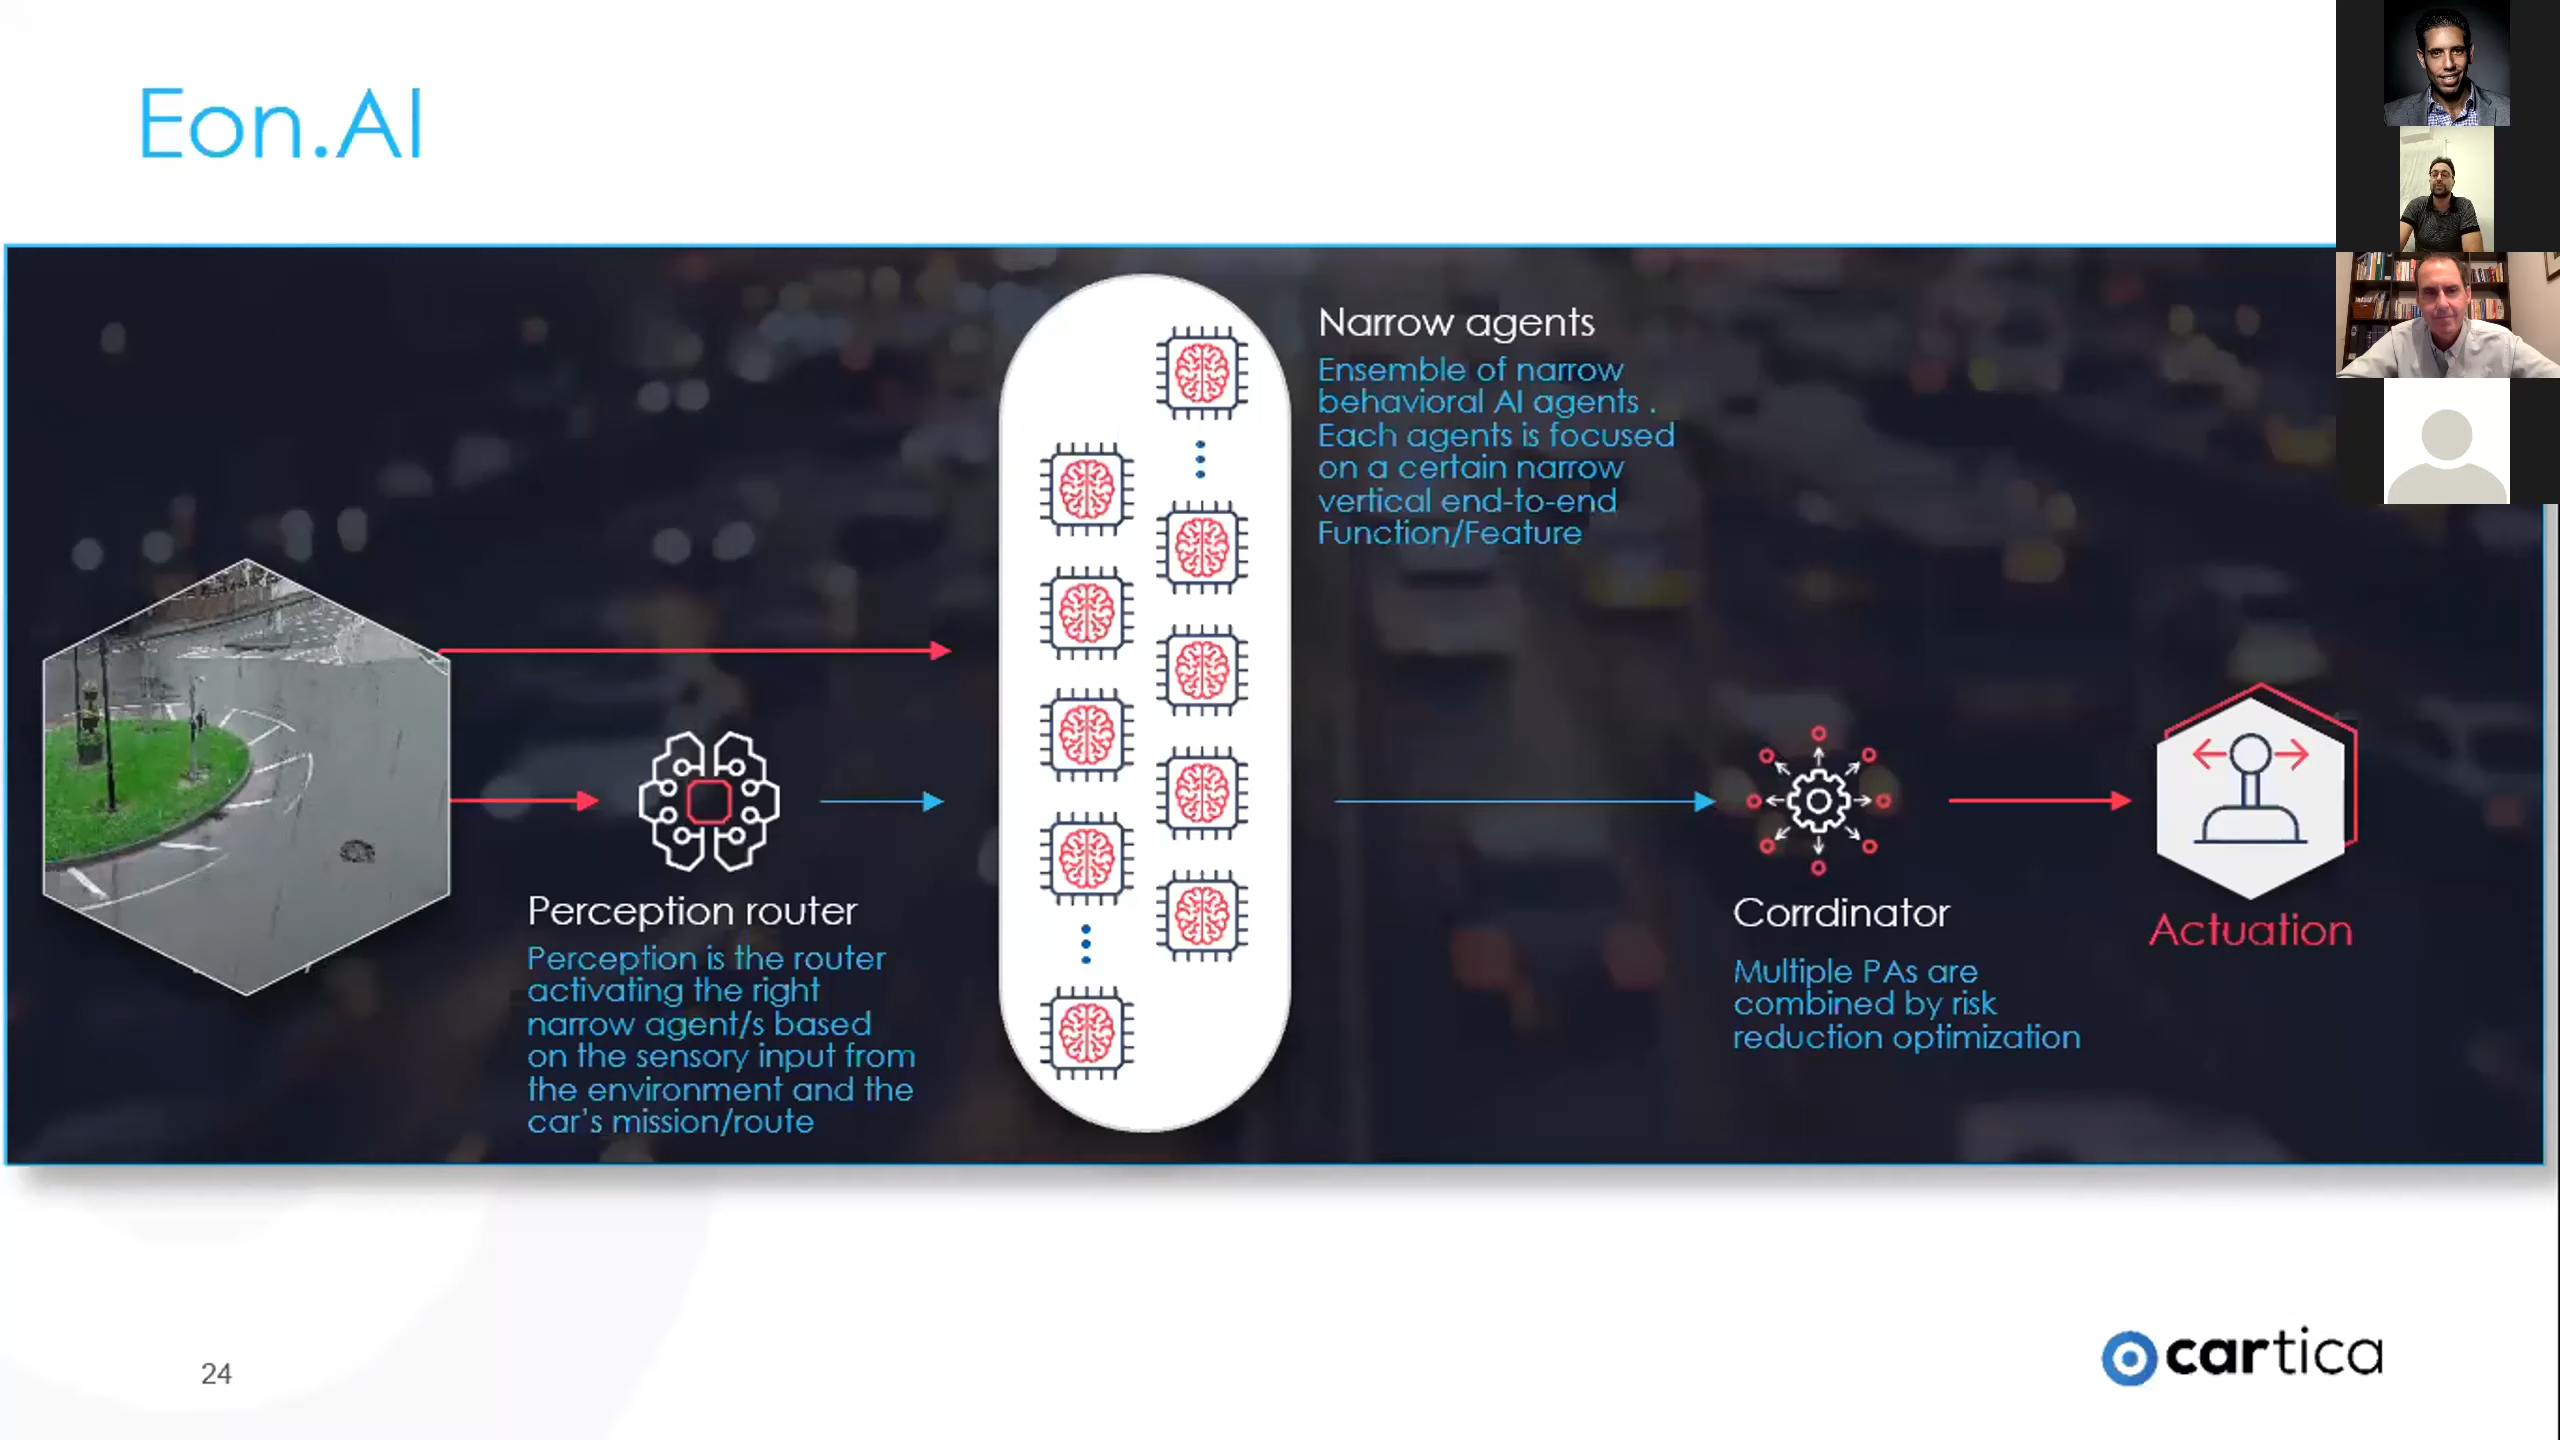 Eon.AI
Narrow agents
Ensemble of narrow
behavioral AI agents .
Each agents is focused
on a certain narrow
vertical end-to-end
Function/Feature
Perception router
Perception is the router
activating the right
narrow agent/s based
on the sensory input from
the environment and the
car's mission/route
Corrdinator
Multiple PAs are
combined by risk
reduction optimization
Actuation
24
cartica